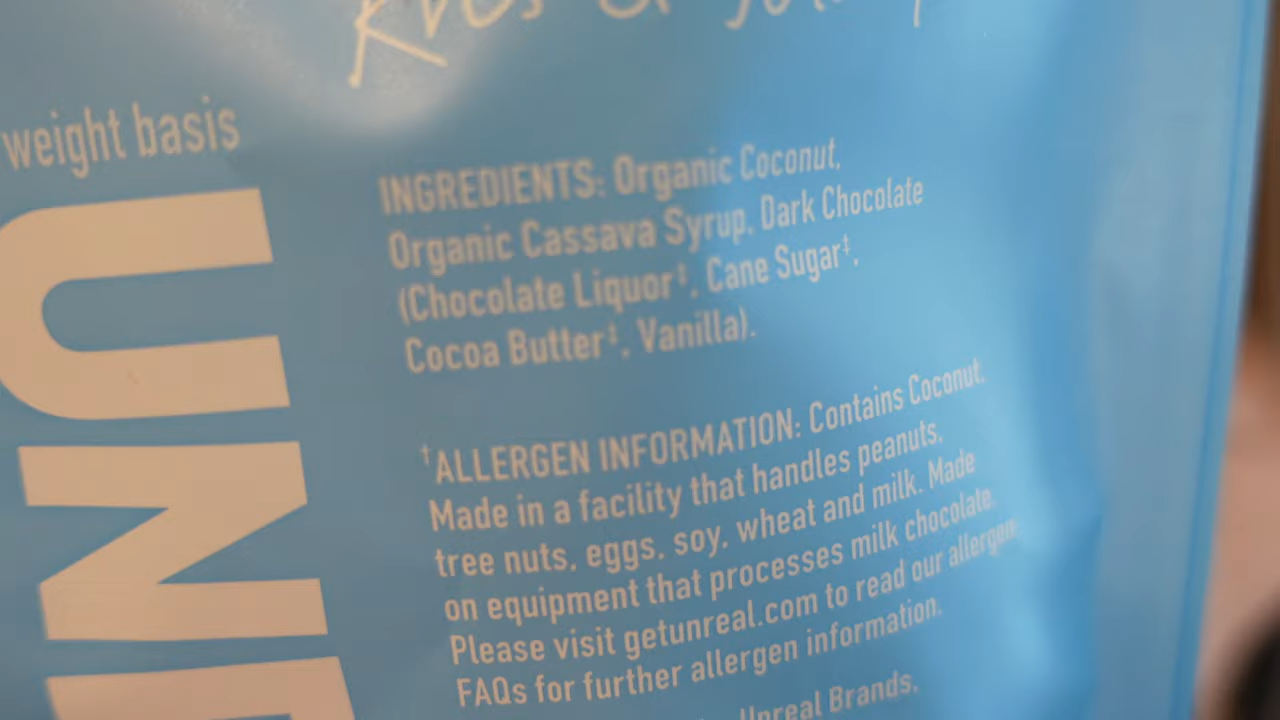 weight basis
UN
INGREDIENTS: Organic Coconut,
Organic Cassava Syrup, Dark Chocolate
(Chocolate Liquor‡, Cane Sugar‡,
Cocoa Butter‡, Vanilla).
†ALLERGEN INFORMATION: Contains Coconut.
Made in a facility that handles peanuts,
tree nuts, eggs, soy, wheat and milk. Made
on equipment that processes milk chocolate.
Please visit getunreal.com to read our allergen
FAQs for further allergen information.
Unreal Brands,